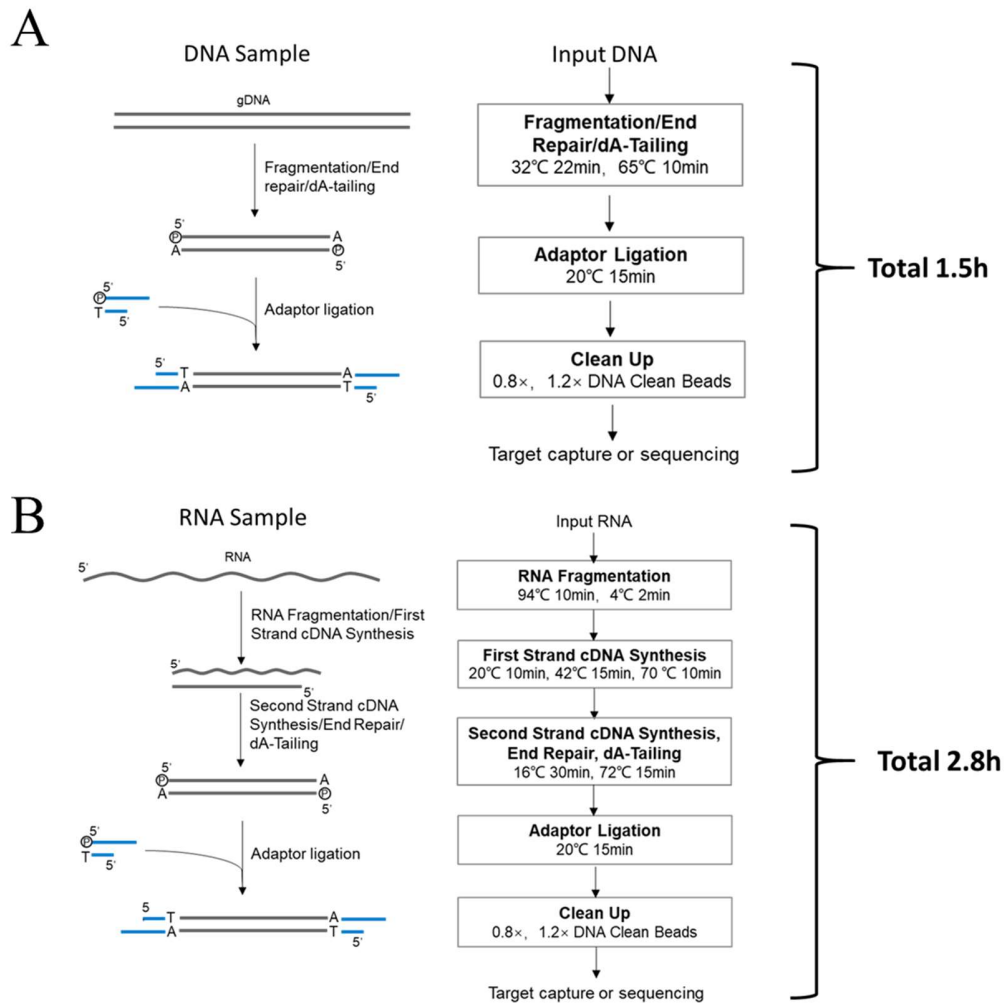 A
DNA Sample
gDNA
Fragmentation/End
repair/dA-tailing
5'
P
A
A
P
5'
5'
P
T
5'
Adaptor ligation
5'
T
A
A
T
5'
Input DNA
Fragmentation/End
Repair/dA-Tailing
32℃ 22min, 65℃ 10min
Adaptor Ligation
20℃ 15min
Clean Up
0.8×, 1.2× DNA Clean Beads
Target capture or sequencing
Total 1.5h
B
RNA Sample
RNA
5'
RNA Fragmentation/First
Strand cDNA Synthesis
5'
5'
Second Strand cDNA
Synthesis/End Repair/
dA-Tailing
5'
P
A
A
P
5'
5'
P
T
5'
Adaptor ligation
5
T
A
A
T
5'
Input RNA
RNA Fragmentation
94℃ 10min, 4℃ 2min
First Strand cDNA Synthesis
20℃ 10min, 42℃ 15min, 70 ℃ 10min
Second Strand cDNA Synthesis,
End Repair, dA-Tailing
16℃ 30min, 72℃ 15min
Adaptor Ligation
20℃ 15min
Clean Up
0.8×, 1.2× DNA Clean Beads
Target capture or sequencing
Total 2.8h